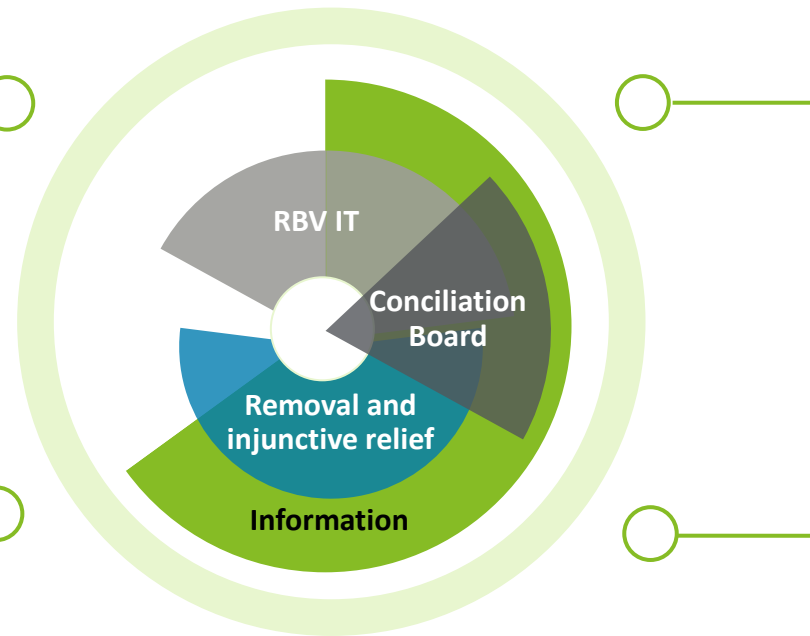 RBV IT
Conciliation
Board
Removal and
injunctive relief
Information